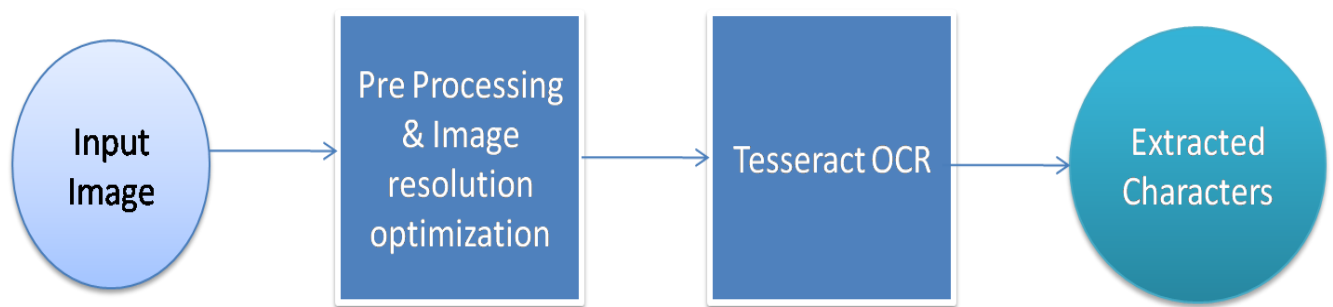 Input
Image
Pre Processing
& Image
resolution
optimization
Tesseract OCR
Extracted
Characters